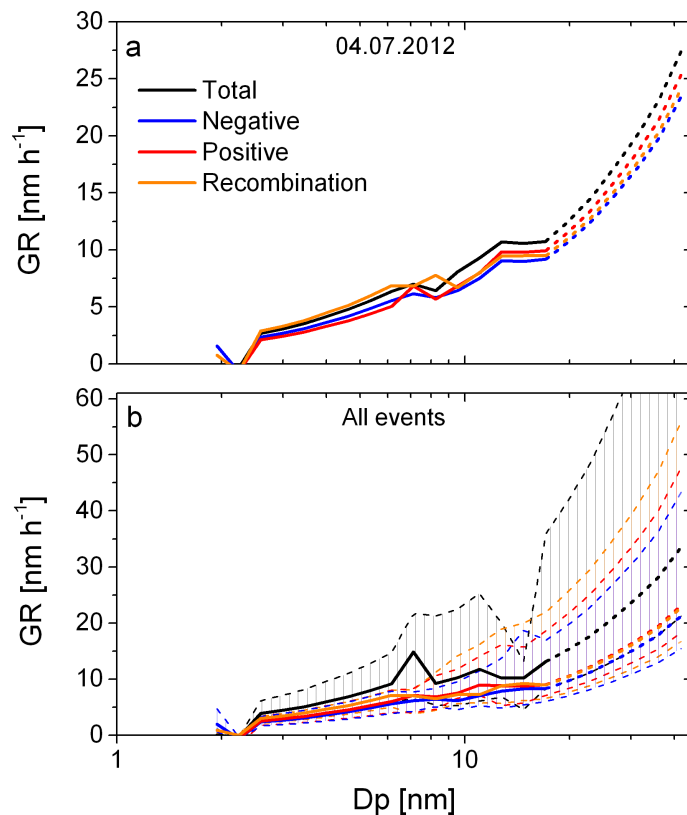 30
a
04.07.2012
25
Total
Negative
20
Positive
Recombination
15
10
5
0
GR [nm h⁻¹]
60
b
All events
50
40
30
20
10
0
GR [nm h⁻¹]
1
10
Dp [nm]